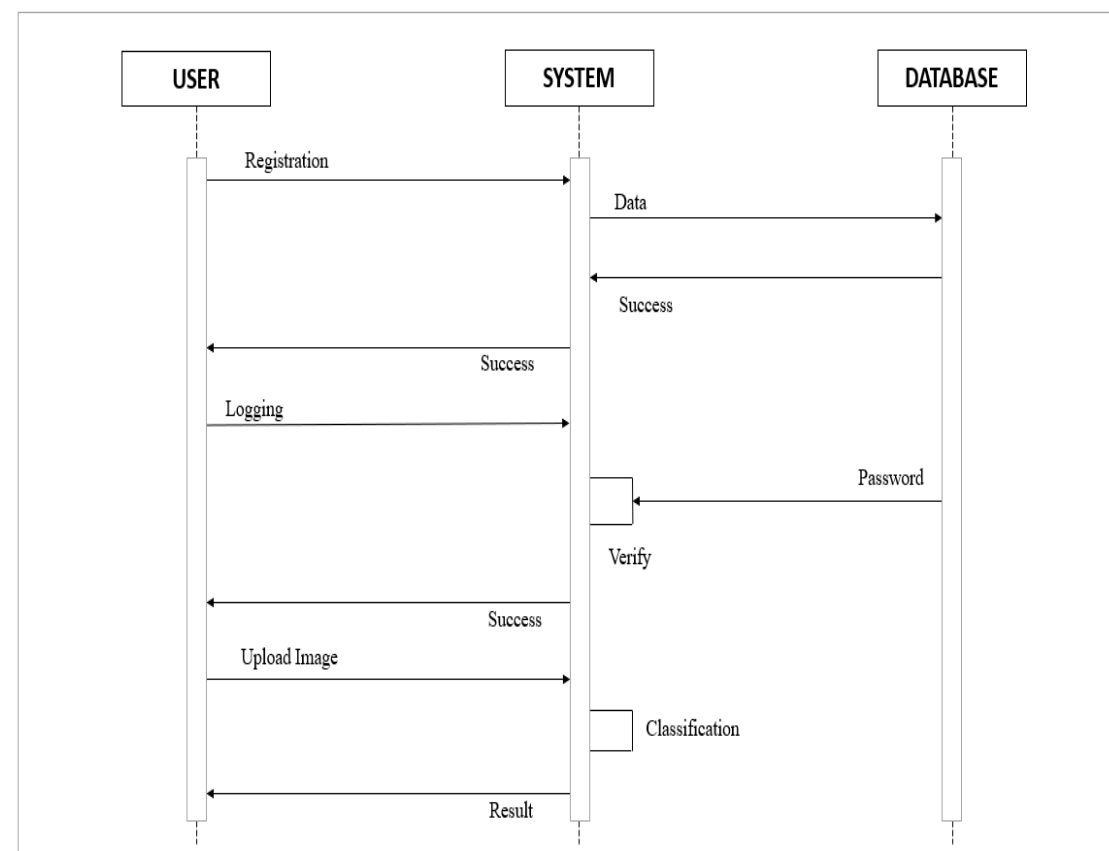 USER
SYSTEM
DATABASE
Registration
Data
Success
Success
Logging
Password
Verify
Success
Upload Image
Classification
Result